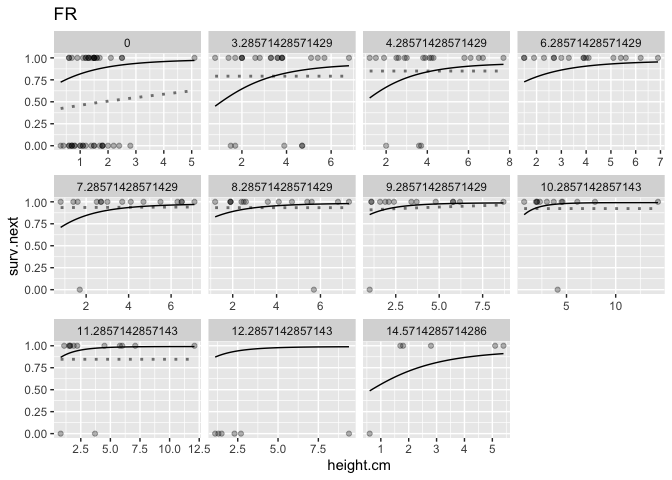 FR
0
3.28571428571429
4.28571428571429
6.28571428571429
1.00
0.75
0.50
0.25
0.00
1 2 3 4 5
2 4 6
2 4 6 8
2 3 4 5 6 7
7.28571428571429
8.28571428571429
9.28571428571429
10.2857142857143
surv.next
1.00
0.75
0.50
0.25
0.00
2 4 6
2 4 6
2.5 5.0 7.5
5 10
11.2857142857143
12.2857142857143
14.5714285714286
1.00
0.75
0.50
0.25
0.00
2.5 5.0 7.5 10.0 12.5
2.5 5.0 7.5
1 2 3 4 5
height.cm